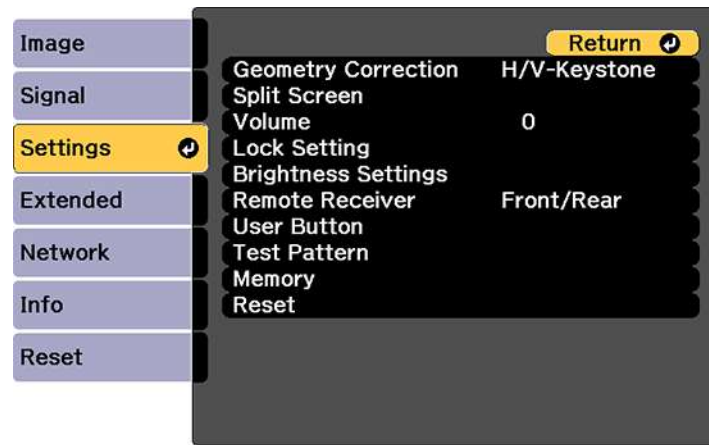 Image
Signal
Settings
Extended
Network
Info
Reset
Return
Geometry Correction H/V-Keystone
Split Screen
Volume 0
Lock Setting
Brightness Settings
Remote Receiver Front/Rear
User Button
Test Pattern
Memory
Reset